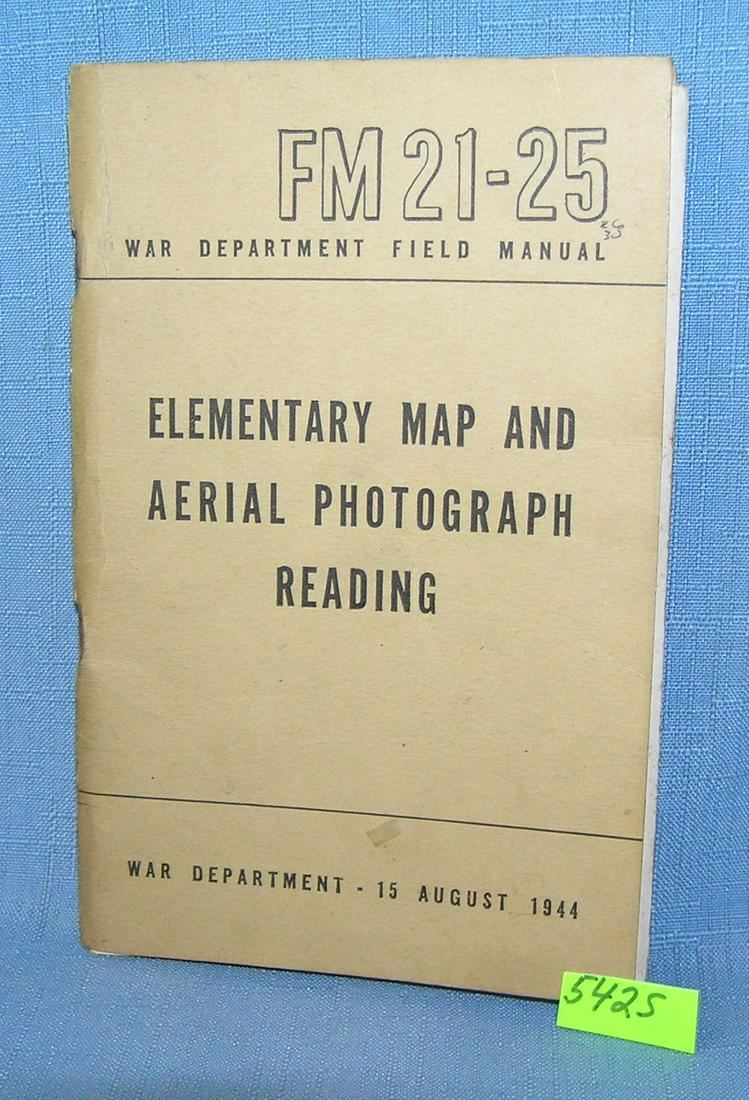 FM 21-25
WAR DEPARTMENT FIELD MANUAL
ELEMENTARY MAP AND
AERIAL PHOTOGRAPH
READING
WAR DEPARTMENT - 15 AUGUST 1944
5425